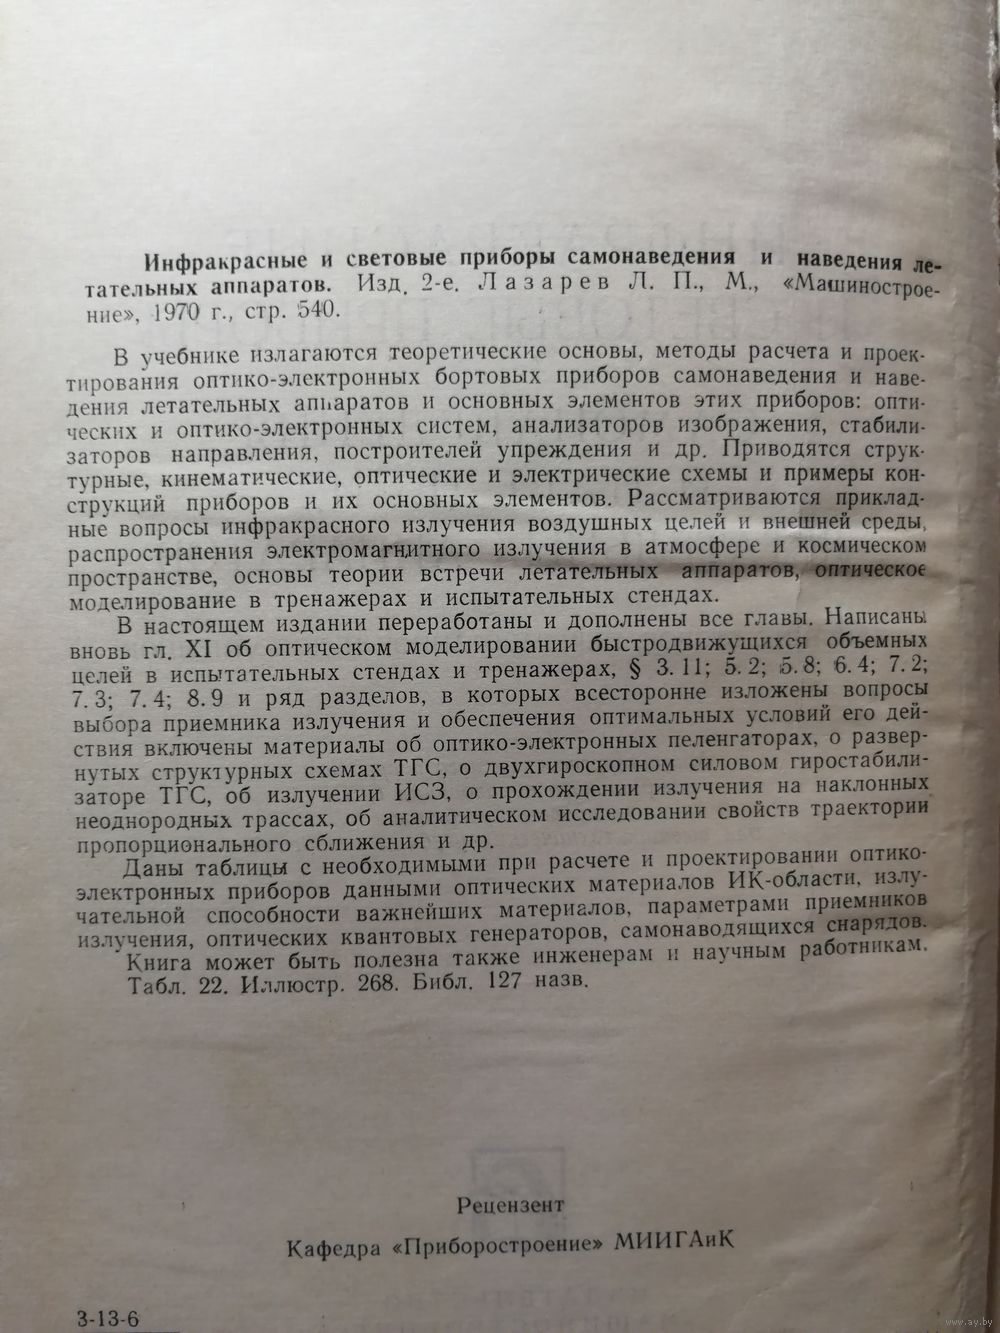 Инфракрасные и световые приборы самонаведения и наведения ле-
тательных аппаратов. Изд. 2-е. Лазарев Л. П., М., «Машинострое-
ние», 1970 г., стр. 540.
В учебнике излагаются теоретические основы, методы расчета и проек-
тирования оптико-электронных бортовых приборов самонаведения и наве-
дения летательных аппаратов и основных элементов этих приборов: опти-
ческих и оптико-электронных систем, анализаторов изображения, стабили-
заторов направления, построителей упреждения и др. Приводятся струк-
турные, кинематические, оптические и электрические схемы и примеры кон-
струкций приборов и их основных элементов. Рассматриваются приклад-
ные вопросы инфракрасного излучения воздушных целей и внешней среды,
распространения электромагнитного излучения в атмосфере и космическом
пространстве, основы теории встречи летательных аппаратов, оптическое
моделирование в тренажерах и испытательных стендах.
В настоящем издании переработаны и дополнены все главы. Написаны
вновь гл. XI об оптическом моделировании быстродвижущихся объемных
целей в испытательных стендах и тренажерах, § 3.11; 5.2; 5.8; 6.4; 7.2;
7.3; 7.4; 8.9 и ряд разделов, в которых всесторонне изложены вопросы
выбора приемника излучения и обеспечения оптимальных условий его дей-
ствия включены материалы об оптико-электронных пеленгаторах, о развер-
нутых структурных схемах ТГС, о двухгироскопном силовом гиростабили-
заторе ТГС, об излучении ИСЗ, о прохождении излучения на наклонных
неоднородных трассах, об аналитическом исследовании свойств траектории
пропорционального сближения и др.
Даны таблицы с необходимыми при расчете и проектировании оптико-
электронных приборов данными оптических материалов ИК-области, излу-
чательной способности важнейших материалов, параметрами приемников
излучения, оптических квантовых генераторов, самонаводящихся снарядов.
Книга может быть полезна также инженерам и научным работникам.
Табл. 22. Иллюстр. 268. Библ. 127 назв.
Рецензент
Кафедра «Приборостроение» МИИГАиК
3-13-6
www.ay.by